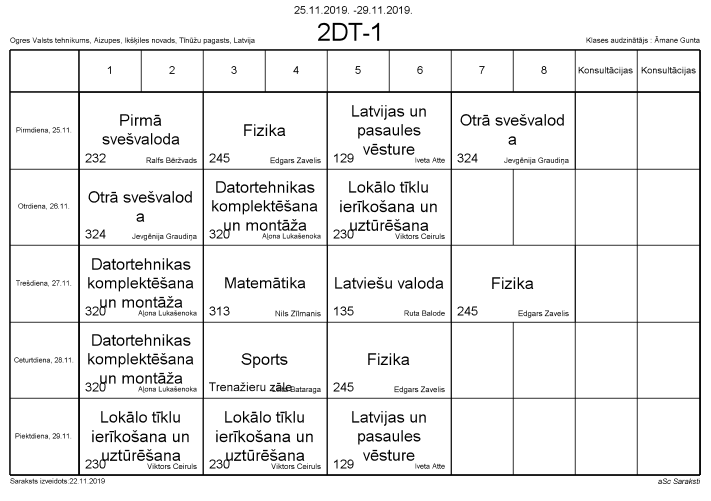 25.11.2019. -29.11.2019.
2DT-1
Ogres Valsts tehnikums, Aizupes, Ikšķiles novads, Tīnūžu pagasts, Latvija
Klases audzinātājs : Āmane Gunta
1 2 3 4 5 6 7 8 Konsultācijas Konsultācijas
Pirmdiena, 25.11.
Pirmā
svešvaloda
232 Ralfs Bērzvads
Fizika
245 Edgars Zavelis
Latvijas un
pasaules
vēsture
129 Iveta Atte
Otrā svešvalod
a
324 Jevgēnija Graudiņa
Otrdiena, 26.11.
Otrā svešvalod
a
324 Jevgēnija Graudiņa
Datortehnikas
komplektēšana
un montāža
320 Aļona Lukašenoka
Lokālo tīklu
ierīkošana un
uztūrēšana
230 Viktors Ceiruls
Trešdiena, 27.11.
Datortehnikas
komplektēšana
un montāža
320 Aļona Lukašenoka
Matemātika
313 Nils Zīlmanis
Latviešu valoda
135 Ruta Balode
Fizika
245 Edgars Zavelis
Ceturtdiena, 28.11.
Datortehnikas
komplektēšana
un montāža
320 Aļona Lukašenoka
Sports
Trenažieru zāle Bataraga
Fizika
245 Edgars Zavelis
Piektdiena, 29.11.
Lokālo tīklu
ierīkošana un
uztūrēšana
230 Viktors Ceiruls
Lokālo tīklu
ierīkošana un
uztūrēšana
230 Viktors Ceiruls
Latvijas un
pasaules
vēsture
129 Iveta Atte
Saraksts izveidots:22.11.2019
aSc Saraksti